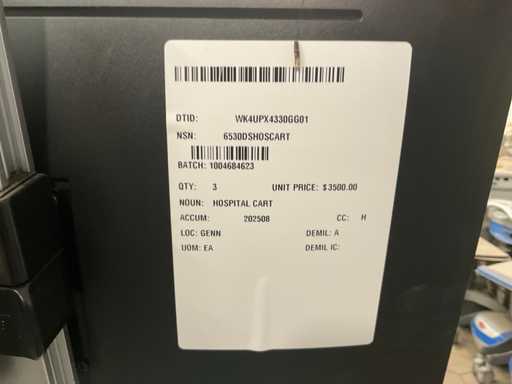 DTID: WK4UPX4330GG01
NSN: 6530DSHOSCART
BATCH: 1004684623
QTY: 3 UNIT PRICE: $3500.00
NOUN: HOSPITAL CART
ACCUM: 202508 CC: H
LOC: GENN DEMIL: A
UOM: EA DEMIL IC: